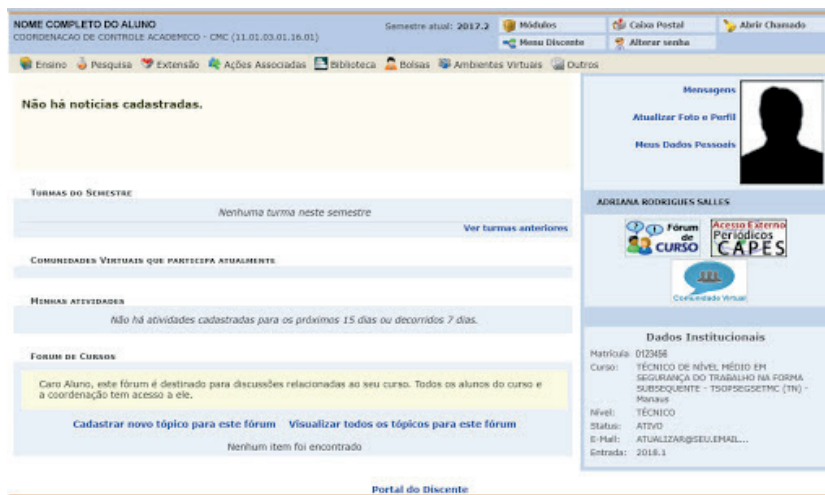 NOME COMPLETO DO ALUNO
COORDENACAO DE CONTROLE ACADEMECO - CMC (11.01.03.01.16.01)
Semestre atual: 2017.2
Módulos
Caixa Postal
Abrir Chamado
Menu Discente
Alterar senha
Ensino Pesquisa Extensão Ações Associadas Biblioteca Bolsas Ambientes Virtuais Outros
Não há notícias cadastradas.
Mensagens
Atualizar Foto e Perfil
Meus Dados Pessoais
TURMAS DO SEMESTRE
Nenhuma turma neste semestre
Ver turmas anteriores
COMUNIDADES VIRTUAIS QUE PARTICIPA ATUALMENTE
MINHAS ATIVIDADES
Não há atividades cadastradas para os próximos 15 dias ou decorridos 7 dias.
FORUM DE CURSOS
Caro Aluno, este fórum é destinado para discussões relacionadas ao seu curso. Todos os alunos do curso e
a coordenação tem acesso a ele.
Cadastrar novo tópico para este fórum Visualizar todos os tópicos para este fórum
Nenhum item foi encontrado
ADRIANA RODRIGUES SALLES
Fórum
de
CURSO
Acesso Externo
Periódicos
CAPES
Comunidade Virtual
Dados Institucionais
Matrícula: 0123456
Curso: TÉCNICO DE NÍVEL MÉDIO EM
SEGURANÇA DO TRABALHO NA FORMA
SUBSEQUENTE - TSOPSEGSETMC (TN) -
Manaus
Nível: TÉCNICO
Status: ATIVO
E-Mail: ATUALIZAR@SEU.EMAIL...
Entrada: 2018.1
Portal do Discente